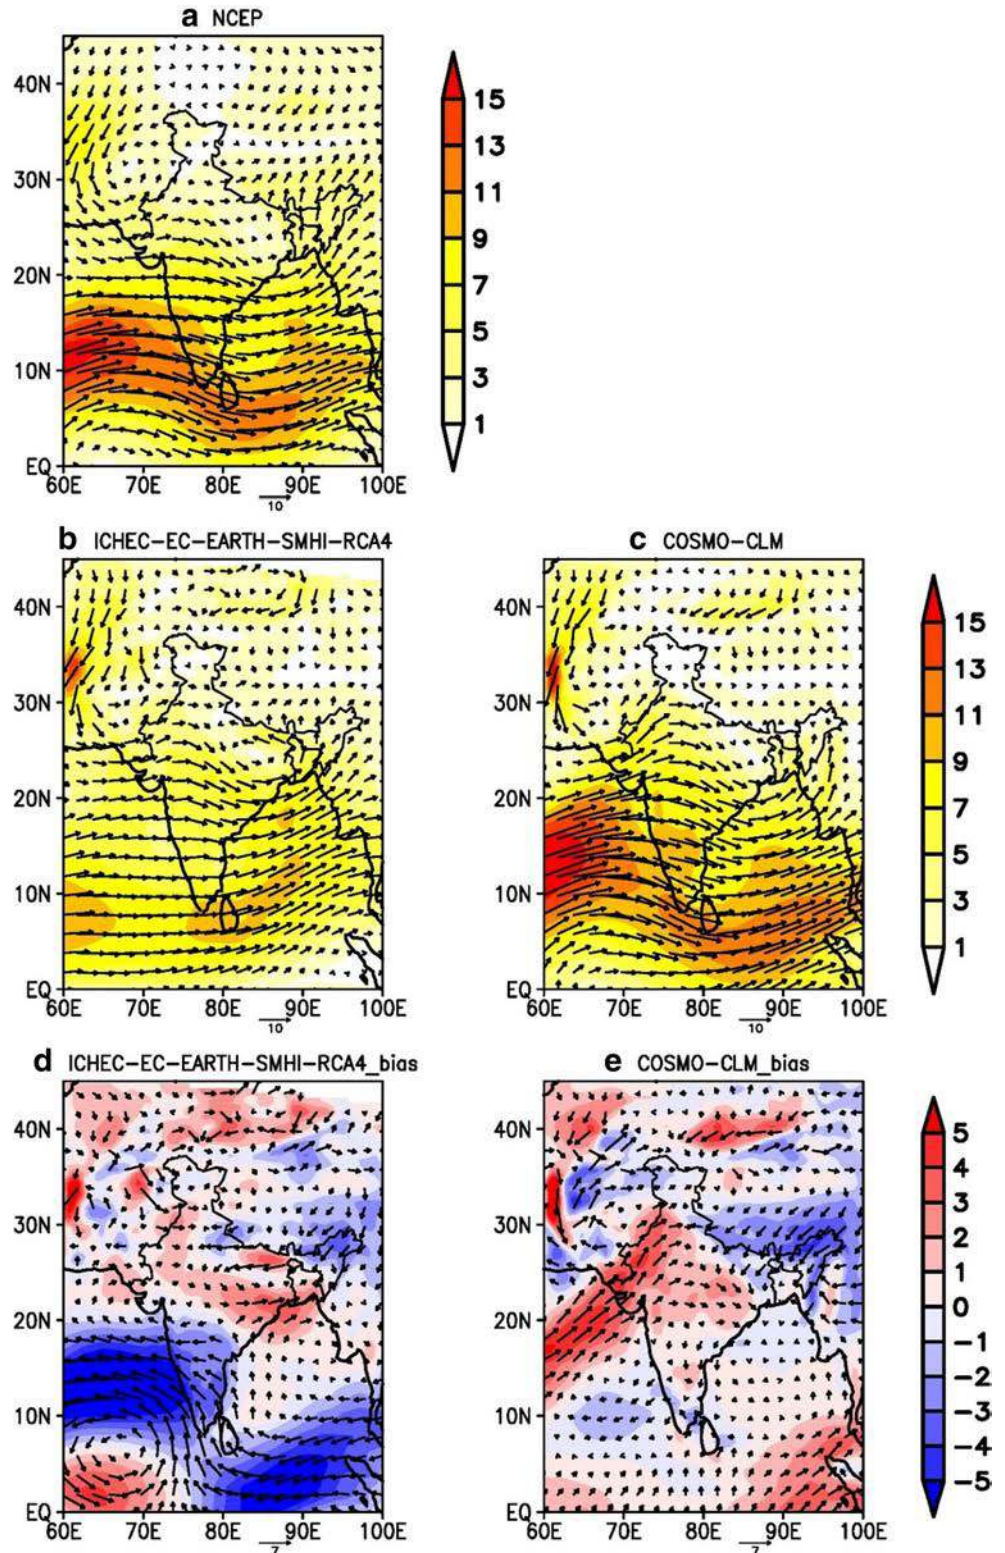 a NCEP
40N
30N
20N
10N
EQ
60E 70E 80E 90E 100E
10
15
13
11
9
7
5
3
1
b ICHEC-EC-EARTH-SMHI-RCA4
40N
30N
20N
10N
EQ
60E 70E 80E 90E 100E
10
c COSMO-CLM
40N
30N
20N
10N
EQ
60E 70E 80E 90E 100E
10
15
13
11
9
7
5
3
1
d ICHEC-EC-EARTH-SMHI-RCA4_bias
40N
30N
20N
10N
EQ
60E 70E 80E 90E 100E
7
e COSMO-CLM_bias
40N
30N
20N
10N
EQ
60E 70E 80E 90E 100E
7
5
4
3
2
1
0
-1
-2
-3
-4
-5